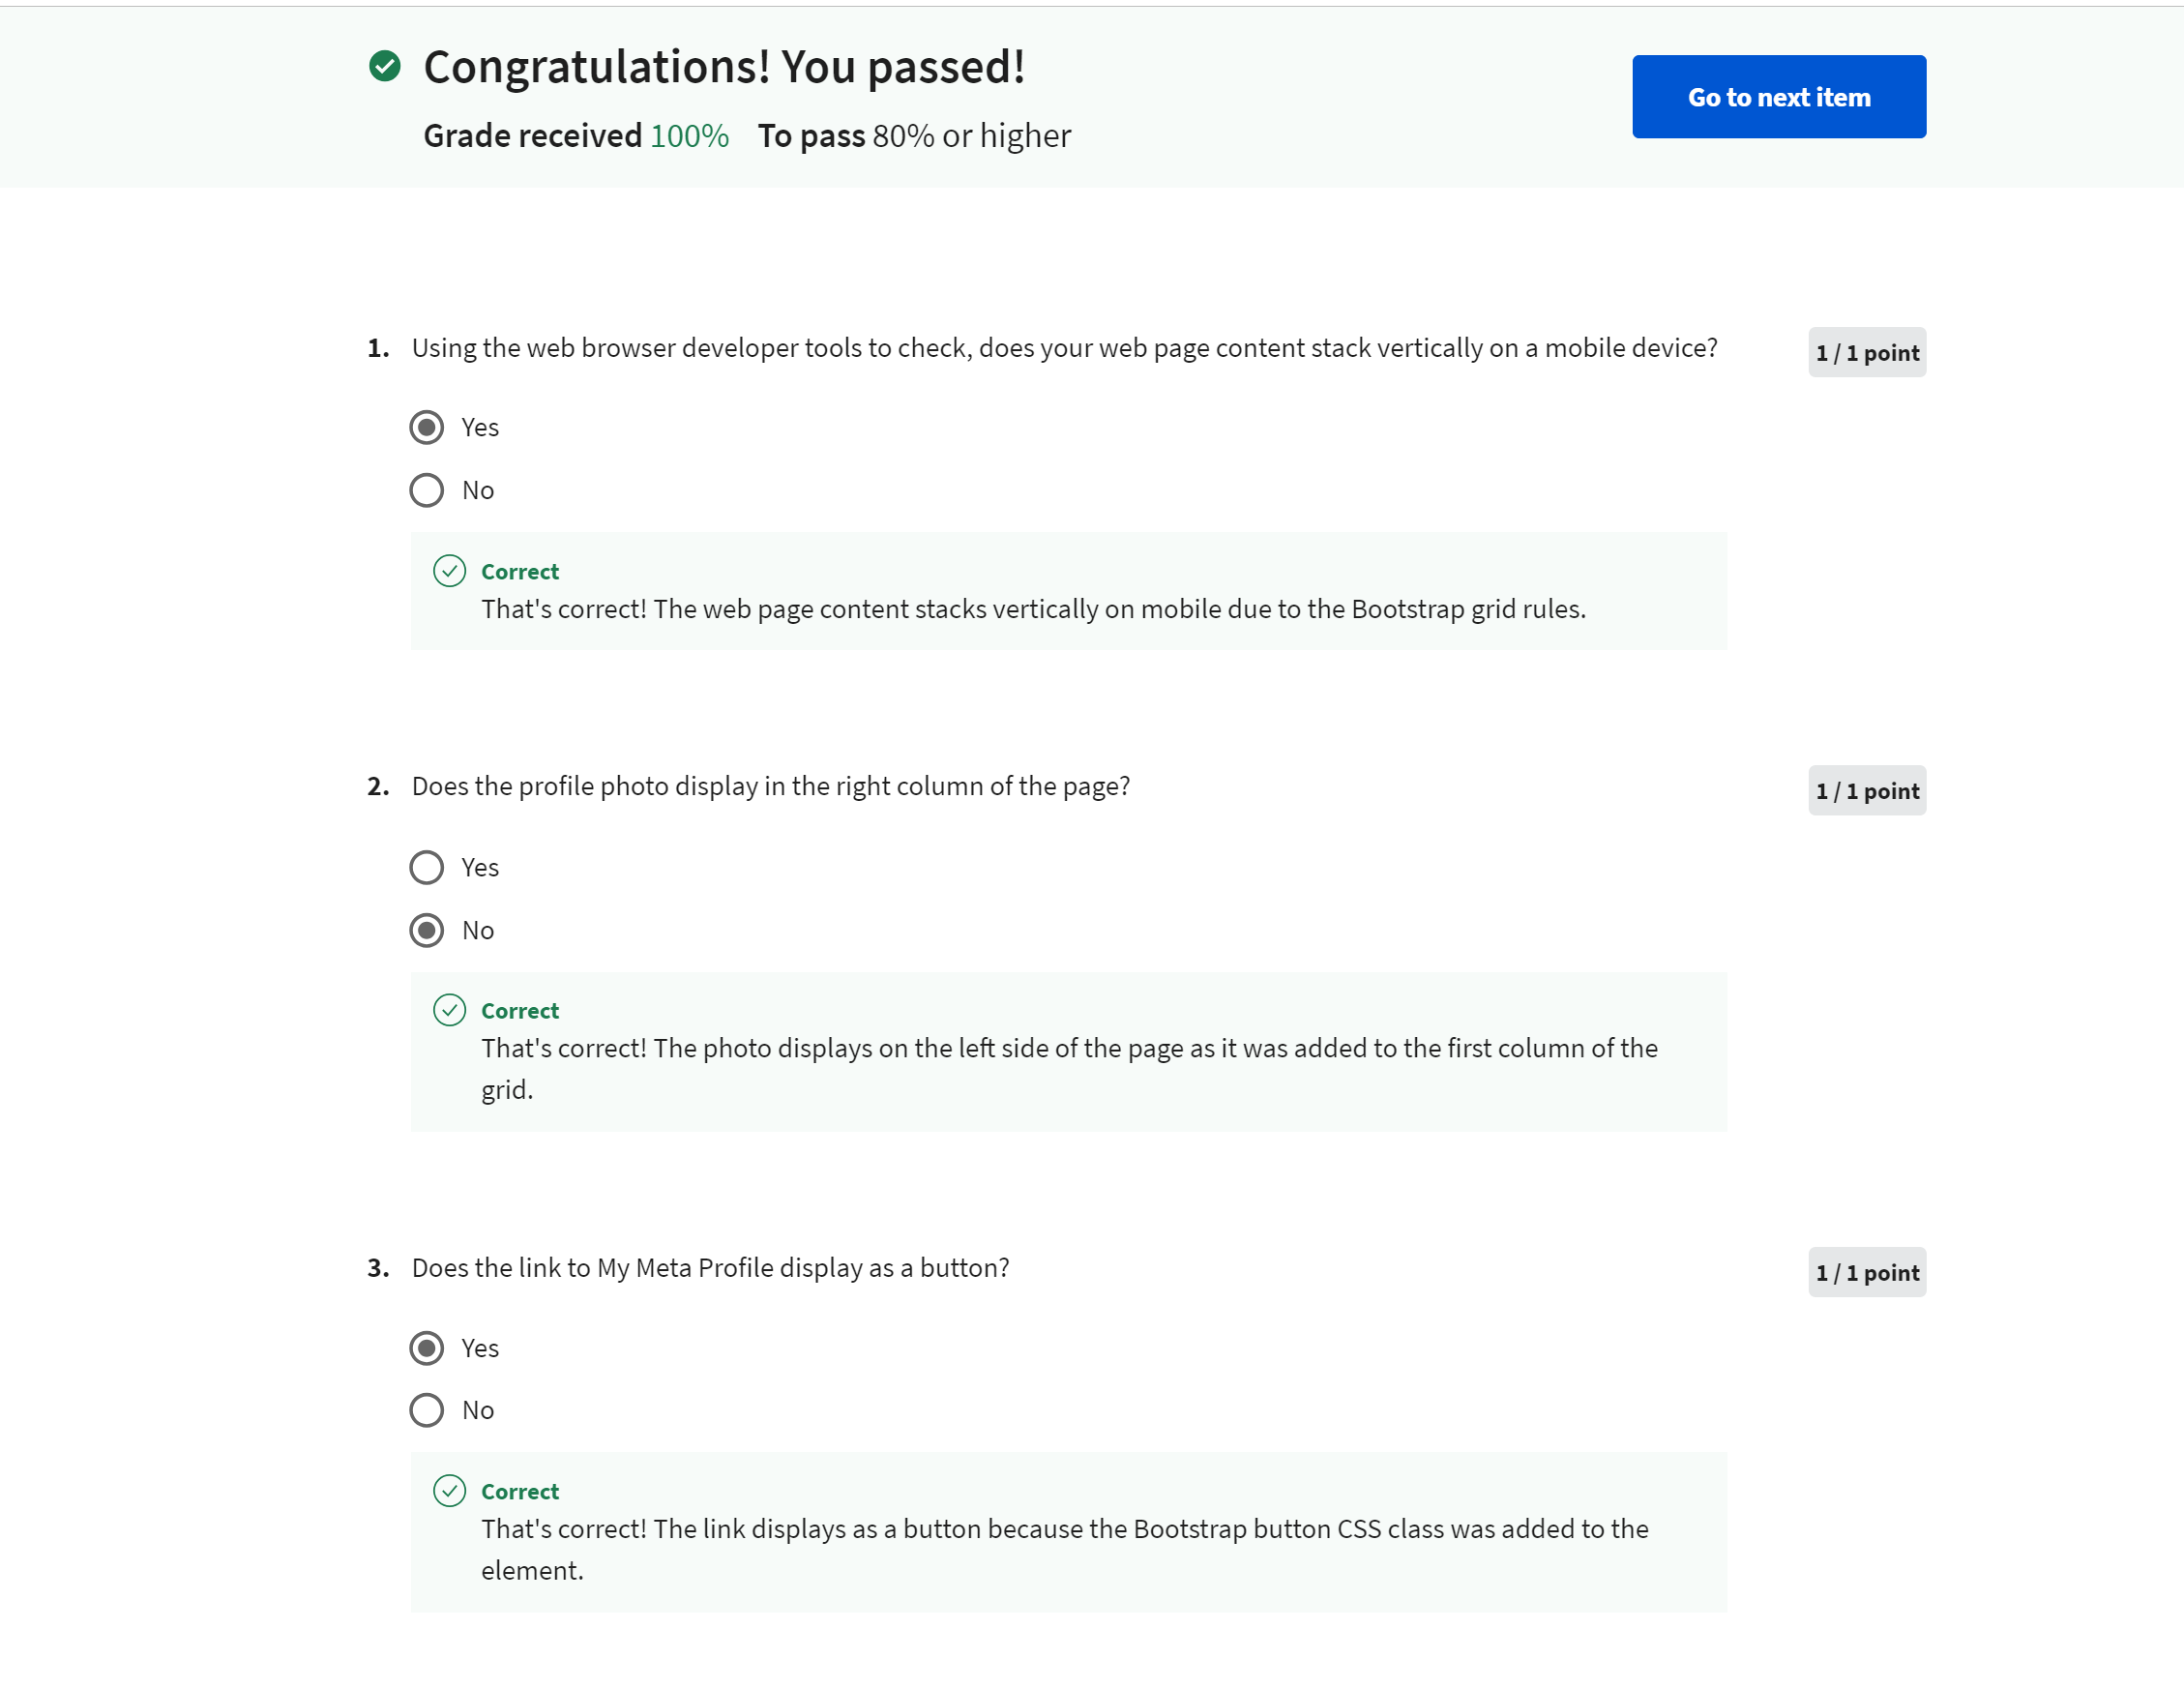 Congratulations! You passed!
Go to next item
Grade received 100% To pass 80% or higher
1. Using the web browser developer tools to check, does your web page content stack vertically on a mobile device?
1 / 1 point
Yes
No
Correct
That's correct! The web page content stacks vertically on mobile due to the Bootstrap grid rules.
2. Does the profile photo display in the right column of the page?
1 / 1 point
Yes
No
Correct
That's correct! The photo displays on the left side of the page as it was added to the first column of the
grid.
3. Does the link to My Meta Profile display as a button?
1 / 1 point
Yes
No
Correct
That's correct! The link displays as a button because the Bootstrap button CSS class was added to the
element.